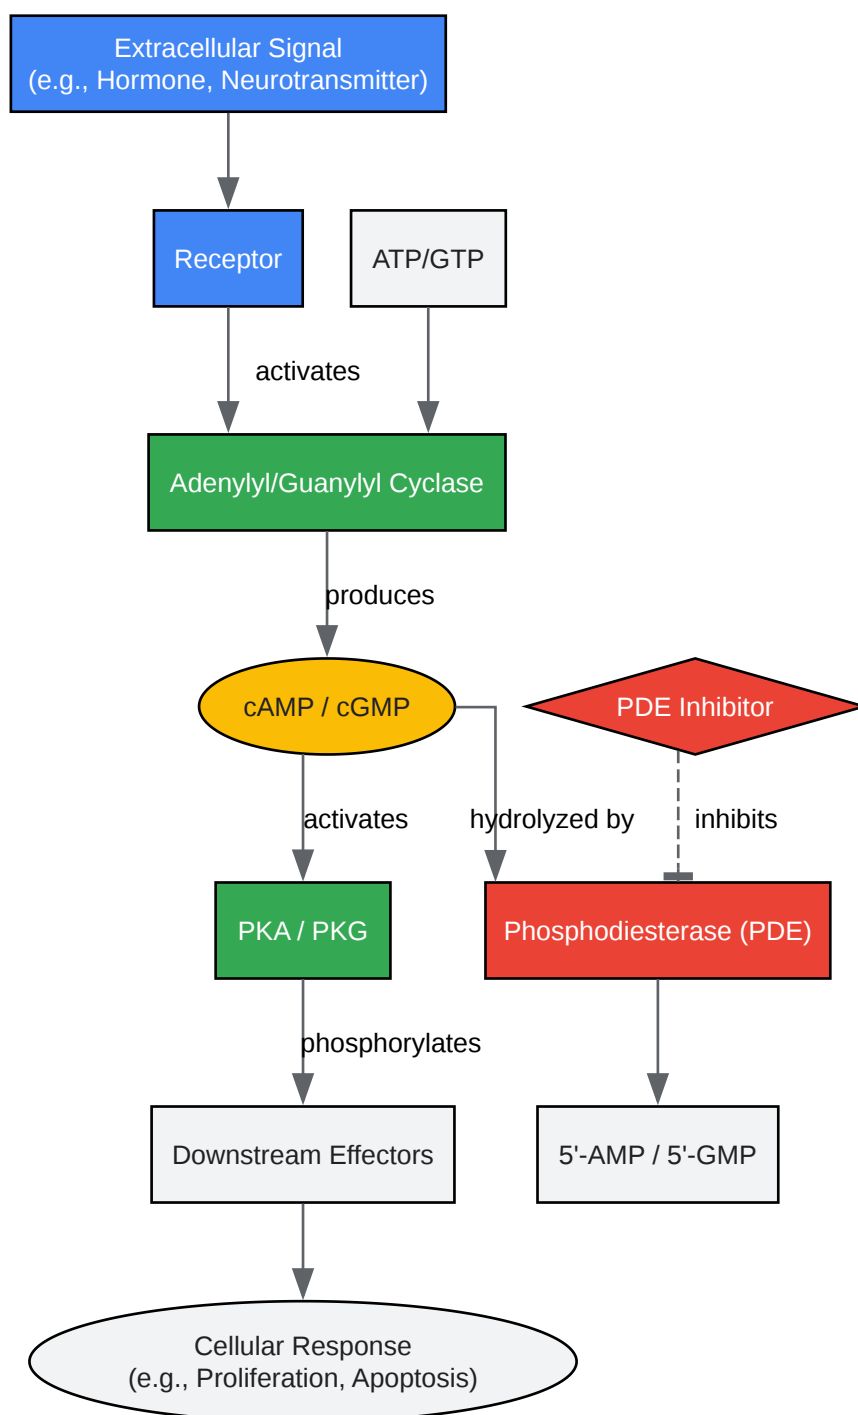 Extracellular Signal
(e.g., Hormone, Neurotransmitter)
Receptor
ATP/GTP
activates
Adenylyl/Guanylyl Cyclase
produces
cAMP / cGMP
PDE Inhibitor
activates
hydrolyzed by
inhibits
PKA / PKG
Phosphodiesterase (PDE)
phosphorylates
Downstream Effectors
5'-AMP / 5'-GMP
Cellular Response
(e.g., Proliferation, Apoptosis)